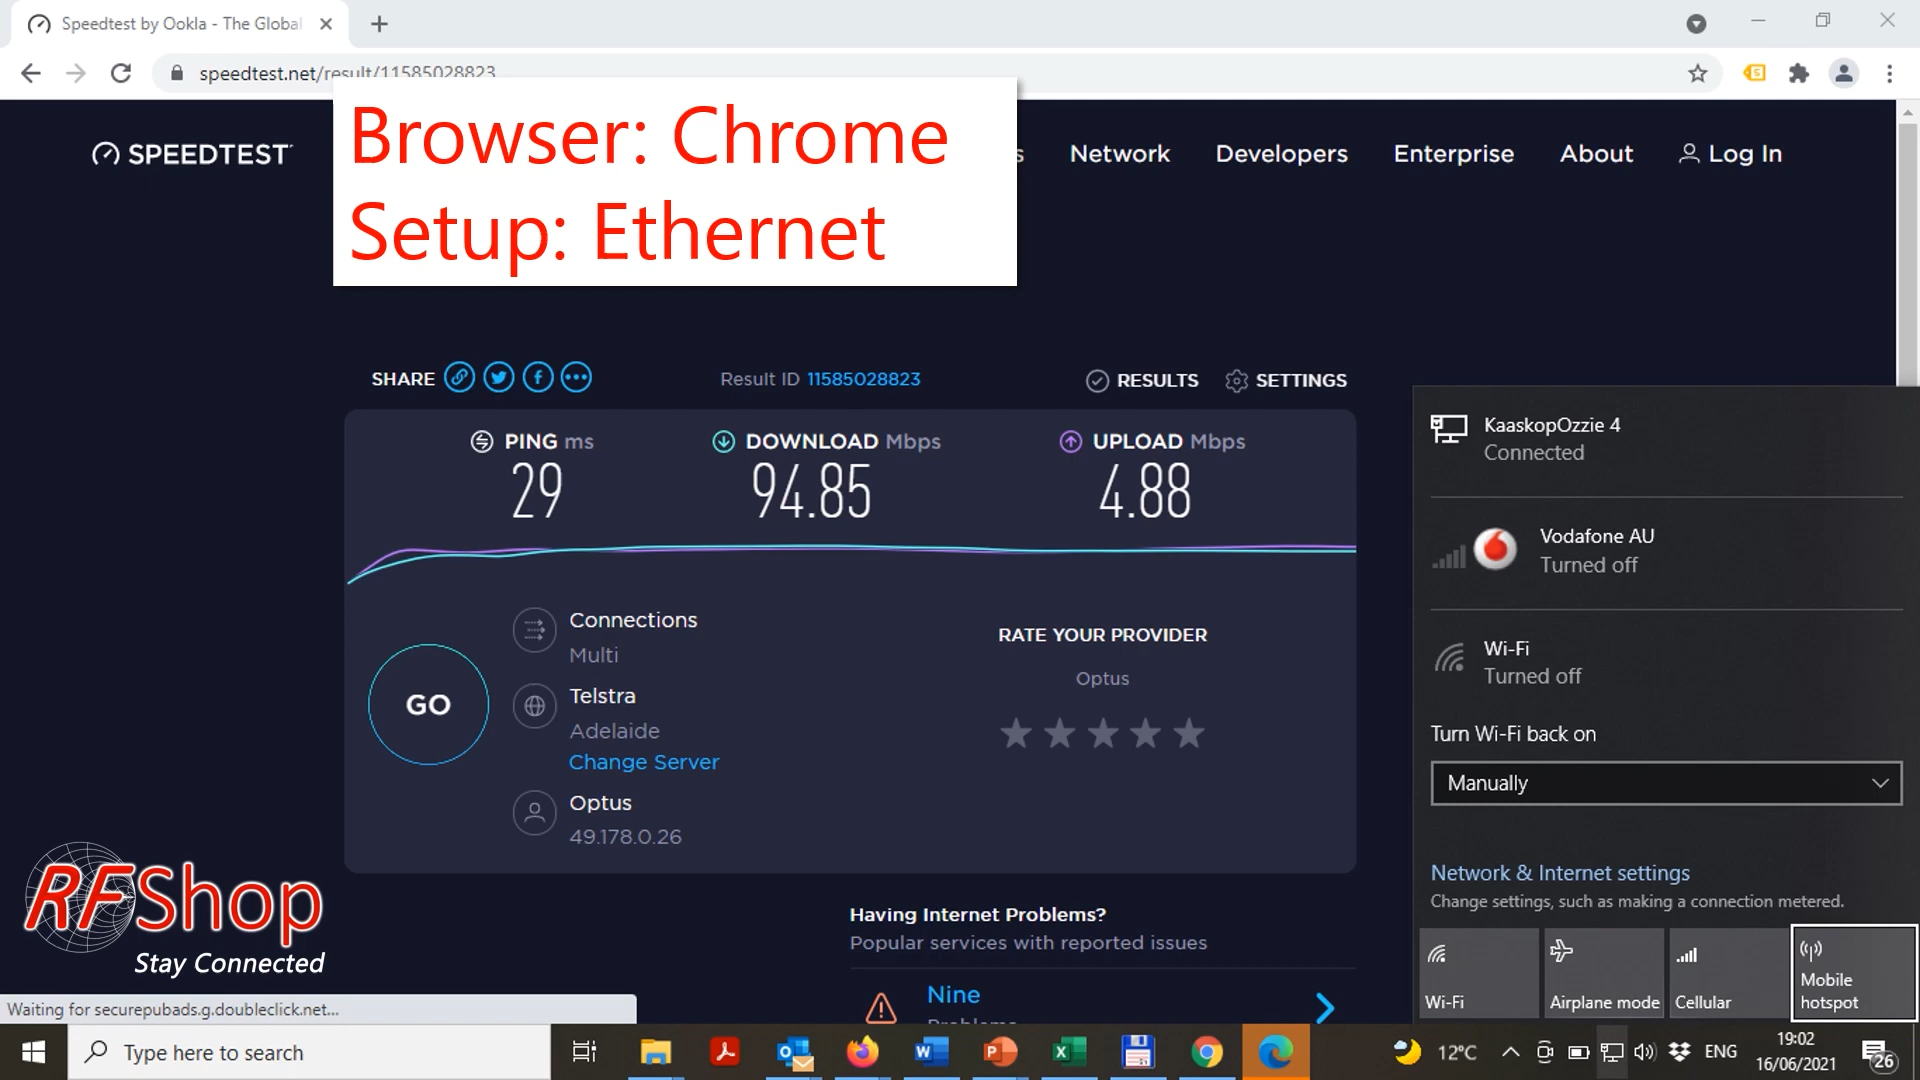 Speedtest by Ookla - The Global
speedtest.net/result/11585028823
Browser: Chrome
Setup: Ethernet
SPEEDTEST
s
Network
Developers
Enterprise
About
Log In
SHARE
Result ID 11585028823
RESULTS
SETTINGS
PING ms
29
DOWNLOAD Mbps
94.85
UPLOAD Mbps
4.88
GO
Connections
Multi
Telstra
Adelaide
Change Server
Optus
49.178.0.26
RATE YOUR PROVIDER
Optus
Having Internet Problems?
Popular services with reported issues
Nine
Problems
KaaskopOzzie 4
Connected
Vodafone AU
Turned off
Wi-Fi
Turned off
Turn Wi-Fi back on
Manually
Network & Internet settings
Change settings, such as making a connection metered.
Wi-Fi
Airplane mode
Cellular
Mobile
hotspot
RFShop
Stay Connected
Waiting for securepubads.g.doubleclick.net...
Type here to search
12°C
ENG
19:02
16/06/2021
26